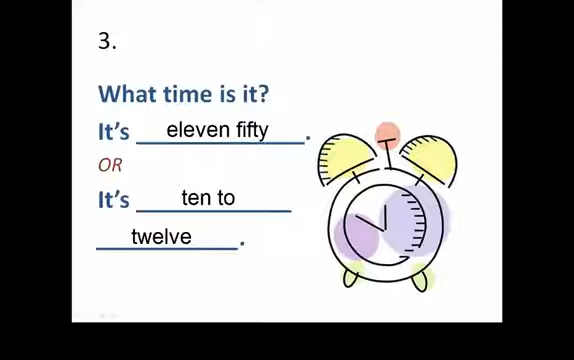 3.
What time is it?
It's eleven fifty.
OR
It's ten to
twelve.